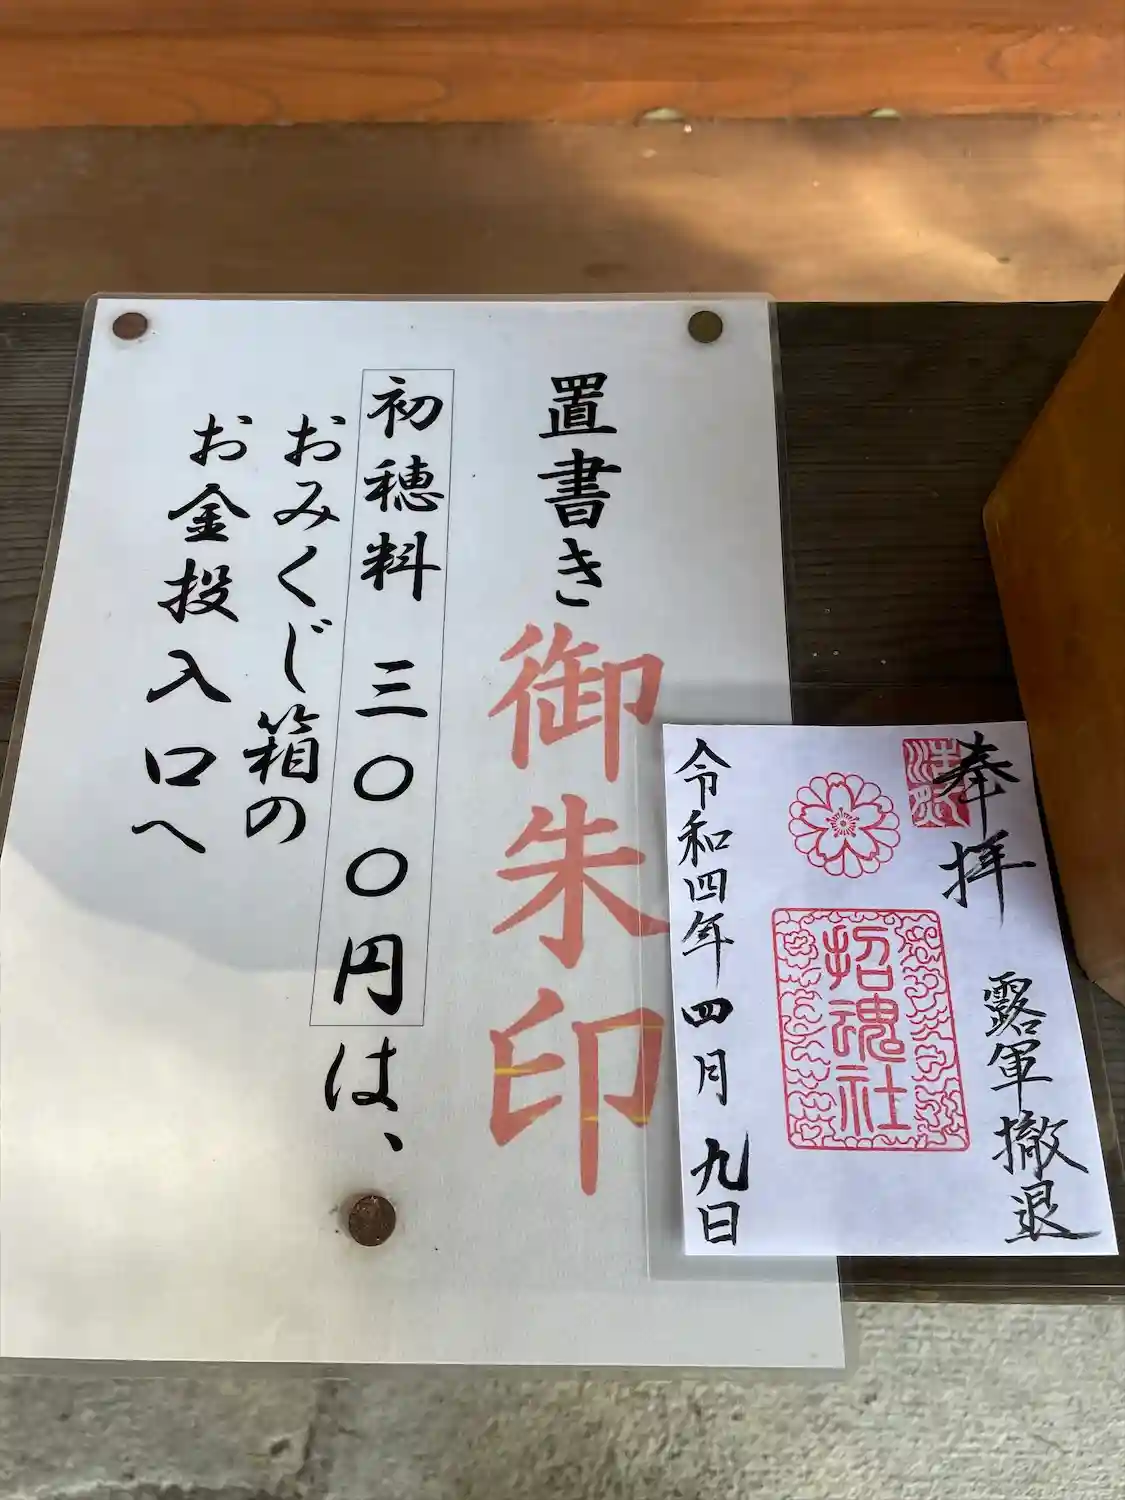 置書き御朱印
初穂料 三〇〇円は、
おみくじ箱の
お金投入口へ
奉拝
露軍撤退
招魂社
令和四年四月九日